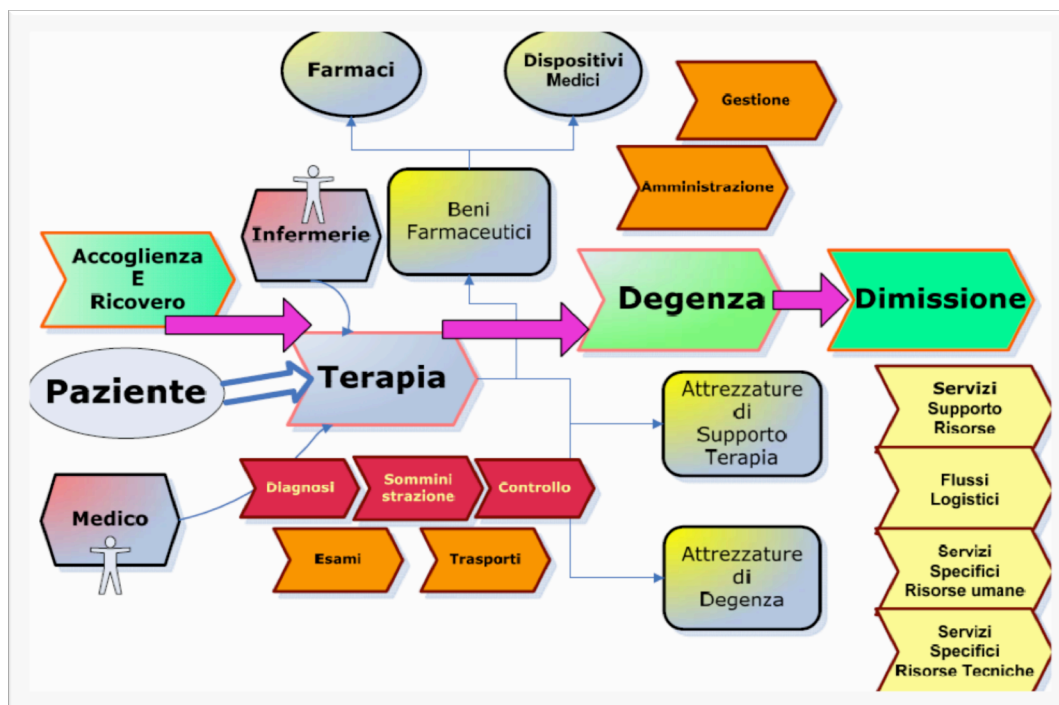 Farmaci
Dispositivi
Medici
Gestione
Amministrazione
Infermerie
Beni
Farmaceutici
Accoglienza
E
Ricovero
Degenza
Dimissione
Terapia
Paziente
Attrezzature
di
Supporto
Terapia
Servizi
Supporto
Risorse
Diagnosi
Sommini
strazione
Controllo
Flussi
Logistici
Medico
Esami
Trasporti
Attrezzature
di
Degenza
Servizi
Specifici
Risorse umane
Servizi
Specifici
Risorse Tecniche